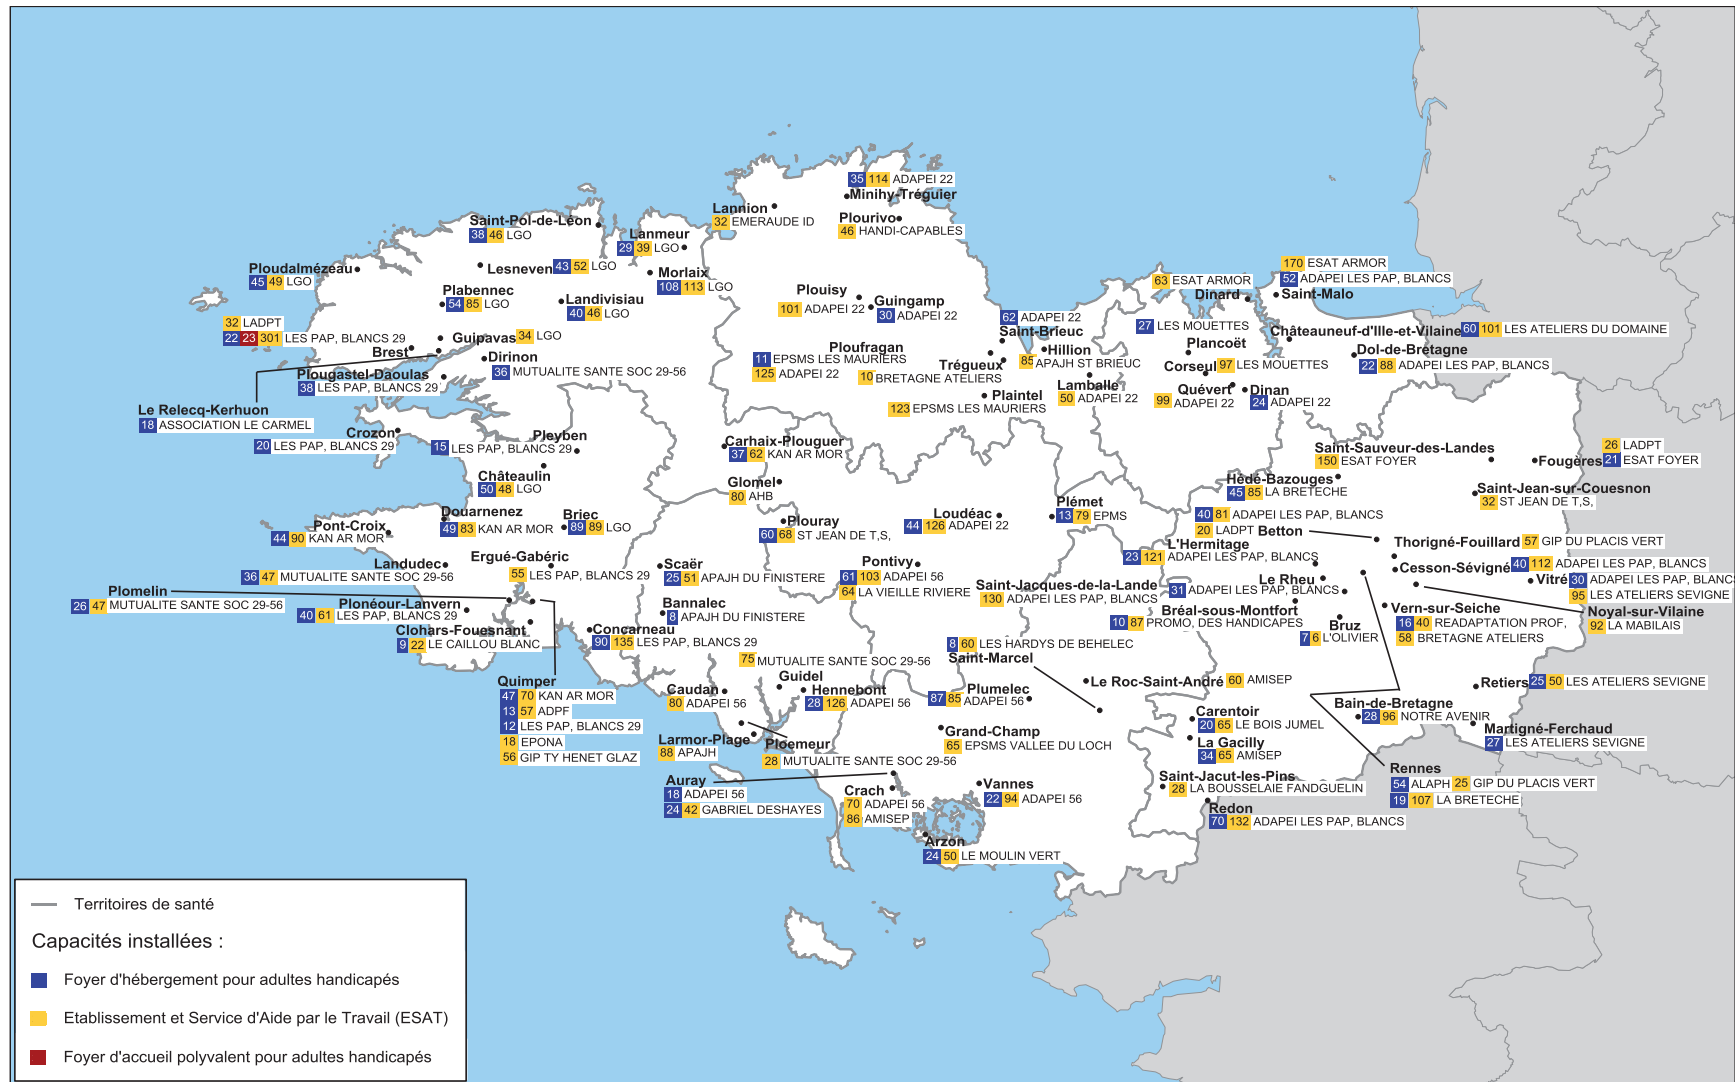 35 114 ADAPEI 22
Minihy-Tréguier
Lannion
32 EMERAUDE ID
Plourivo
46 HANDI-CAPABLES
Saint-Pol-de-Léon
38 46 LGO
Lanmeur
29 39 LGO
Ploudalmézeau
45 49 LGO
Lesneven 43 52 LGO
Morlaix
108 113 LGO
Plabennec
54 85 LGO
Landivisiau
40 46 LGO
Plouisy
101 ADAPEI 22
Guingamp
30 ADAPEI 22
63 ESAT ARMOR
Dinard
170 ESAT ARMOR
52 ADAPEI LES PAP, BLANCS
Saint-Malo
32 LADPT
22 23 301 LES PAP, BLANCS 29
Brest
Guipavas 34 LGO
Dirinon
36 MUTUALITE SANTE SOC 29-56
Plougastel-Daoulas
38 LES PAP, BLANCS 29
62 ADAPEI 22
Saint-Brieuc
27 LES MOUETTES
Plancoët
Châteauneuf-d'Ille-et-Vilaine 60 101 LES ATELIERS DU DOMAINE
Ploufragan
11 EPSMS LES MAURIERS
125 ADAPEI 22
10 BRETAGNE ATELIERS
Trégueux
Hillion
85 APAJH ST BRIEUC
Corseul 97 LES MOUETTES
Dol-de-Bretagne
22 88 ADAPEI LES PAP, BLANCS
Lamballe
50 ADAPEI 22
Quévert
99 ADAPEI 22
Dinan
24 ADAPEI 22
Plaintel
123 EPSMS LES MAURIERS
Le Relecq-Kerhuon
18 ASSOCIATION LE CARMEL
Crozon
20 LES PAP, BLANCS 29
Pleyben
15 LES PAP, BLANCS 29
Carhaix-Plouguer
37 62 KAN AR MOR
Saint-Sauveur-des-Landes
150 ESAT FOYER
26 LADPT
Fougères 21 ESAT FOYER
Châteaulin
50 48 LGO
Glomel
80 AHB
Hédé-Bazouges
45 85 LA BRETECHE
Saint-Jean-sur-Couesnon
32 ST JEAN DE T,S,
Douarnenez
49 83 KAN AR MOR
Briec
89 89 LGO
Plouray
60 68 ST JEAN DE T,S,
Loudéac
44 126 ADAPEI 22
Plémet
13 79 EPMS
40 81 ADAPEI LES PAP, BLANCS
20 LADPT Betton
Pont-Croix
44 90 KAN AR MOR
L'Hermitage
23 121 ADAPEI LES PAP, BLANCS
Thorigné-Fouillard 57 GIP DU PLACIS VERT
Cesson-Sévigné 40 112 ADAPEI LES PAP, BLANCS
Landudec
36 47 MUTUALITE SANTE SOC 29-56
Ergué-Gabéric
55 LES PAP, BLANCS 29
Scaër
25 51 APAJH DU FINISTERE
Pontivy
61 103 ADAPEI 56
64 LA VIEILLE RIVIERE
Saint-Jacques-de-la-Lande
130 ADAPEI LES PAP, BLANCS
Le Rheu
31 ADAPEI LES PAP, BLANCS
Vitré 30 ADAPEI LES PAP, BLANCS
95 LES ATELIERS SEVIGNE
Plomelin
26 47 MUTUALITE SANTE SOC 29-56
Plonéour-Lanvern
40 61 LES PAP, BLANCS 29
Bannalec
8 APAJH DU FINISTERE
Bréal-sous-Montfort
10 87 PROMO, DES HANDICAPES
Bruz
7 6 L'OLIVIER
Vern-sur-Seiche
16 40 READAPTATION PROF,
58 BRETAGNE ATELIERS
Noyal-sur-Vilaine
92 LA MABILAIS
Clohars-Fouesnant
9 22 LE CAILLOU BLANC
Concarneau
90 135 LES PAP, BLANCS 29
8 60 LES HARDYS DE BEHELEC
Saint-Marcel
75 MUTUALITE SANTE SOC 29-56
Guidel
Quimper
47 70 KAN AR MOR
13 57 ADPF
12 LES PAP, BLANCS 29
18 EPONA
56 GIP TY HENET GLAZ
Caudan
80 ADAPEI 56
Hennebont
28 126 ADAPEI 56
Plumelec
87 85 ADAPEI 56
Le Roc-Saint-André 60 AMISEP
Retiers 25 50 LES ATELIERS SEVIGNE
Carentoir
20 65 LE BOIS JUMEL
Bain-de-Bretagne
28 96 NOTRE AVENIR
Martigné-Ferchaud
27 LES ATELIERS SEVIGNE
Larmor-Plage
88 APAJH
Ploemeur
28 MUTUALITE SANTE SOC 29-56
Grand-Champ
65 EPSMS VALLEE DU LOCH
La Gacilly
34 65 AMISEP
Auray
18 ADAPEI 56
24 42 GABRIEL DESHAYES
Crach
70 ADAPEI 56
86 AMISEP
Vannes
22 94 ADAPEI 56
Saint-Jacut-les-Pins
28 LA BOUSSELAIE FANDGUELIN
Rennes
54 ALAPH 25 GIP DU PLACIS VERT
19 107 LA BRETECHE
Redon
70 132 ADAPEI LES PAP, BLANCS
Arzon
24 50 LE MOULIN VERT
Territoires de santé
Capacités installées :
Foyer d'hébergement pour adultes handicapés
Etablissement et Service d'Aide par le Travail (ESAT)
Foyer d'accueil polyvalent pour adultes handicapés